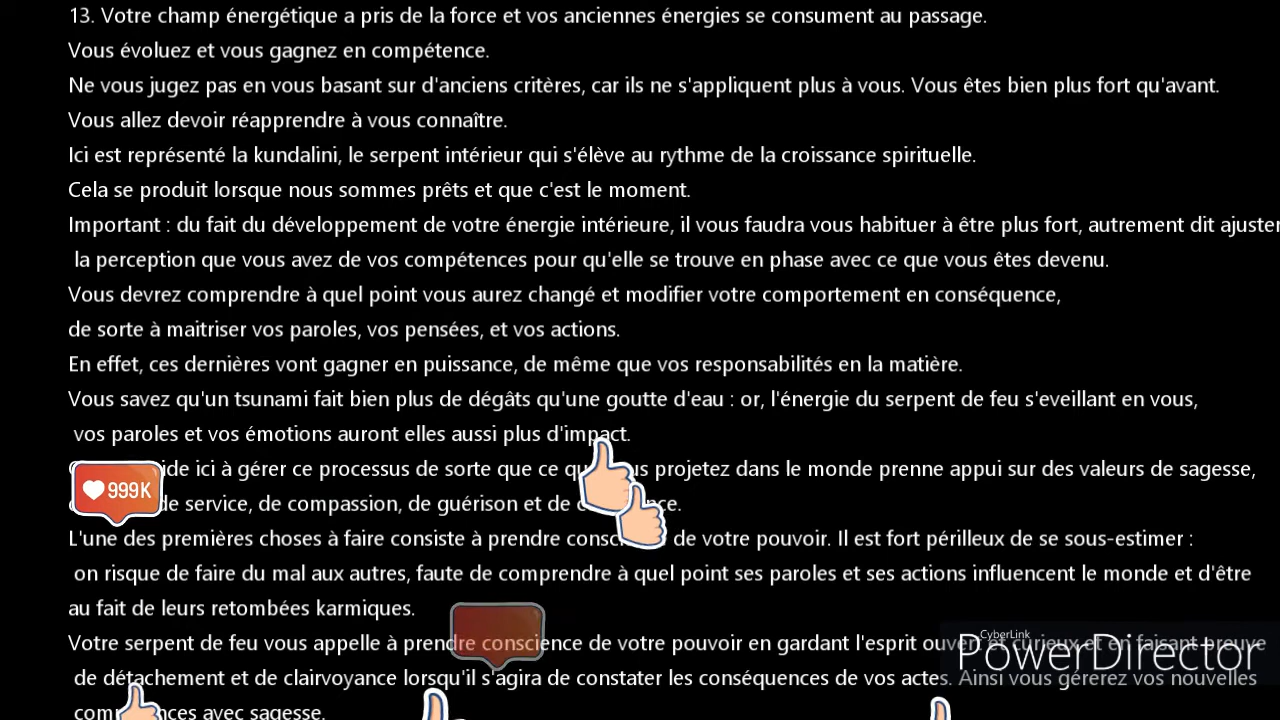 13. Votre champ énergétique a pris de la force et vos anciennes énergies se consument au passage.
Vous évoluez et vous gagnez en compétence.
Ne vous jugez pas en vous basant sur d'anciens critères, car ils ne s'appliquent plus à vous. Vous êtes bien plus fort qu'avant.
Vous allez devoir réapprendre à vous connaître.
Ici est représenté la kundalini, le serpent intérieur qui s'élève au rythme de la croissance spirituelle.
Cela se produit lorsque nous sommes prêts et que c'est le moment.
Important : du fait du développement de votre énergie intérieure, il vous faudra vous habituer à être plus fort, autrement dit ajuster
la perception que vous avez de vos compétences pour qu'elle se trouve en phase avec ce que vous êtes devenu.
Vous devrez comprendre à quel point vous aurez changé et modifier votre comportement en conséquence,
de sorte à maitriser vos paroles, vos pensées, et vos actions.
En effet, ces dernières vont gagner en puissance, de même que vos responsabilités en la matière.
Vous savez qu'un tsunami fait bien plus de dégâts qu'une goutte d'eau : or, l'énergie du serpent de feu s'eveillant en vous,
vos paroles et vos émotions auront elles aussi plus d'impact.
ici à gérer ce processus de sorte que ce projetez dans le monde prenne appui sur des valeurs de sagesse,
999K
de service, de compassion, de guérison et de
L'une des premières choses à faire consiste à prendre de votre pouvoir. Il est fort périlleux de se sous-estimer :
on risque de faire du mal aux autres, faute de comprendre à quel point ses paroles et ses actions influencent le monde et d'être
au fait de leurs retombées karmiques.
Votre serpent de feu vous appelle à prendre conscience de votre pouvoir en gardant l'esprit ouvert et curieux et en faisant preuve
de détachement et de clairvoyance lorsqu'il s'agira de constater les conséquences de vos actes. Ainsi vous gérerez vos nouvelles
CyberLink
PowerDirector
avec sagesse.